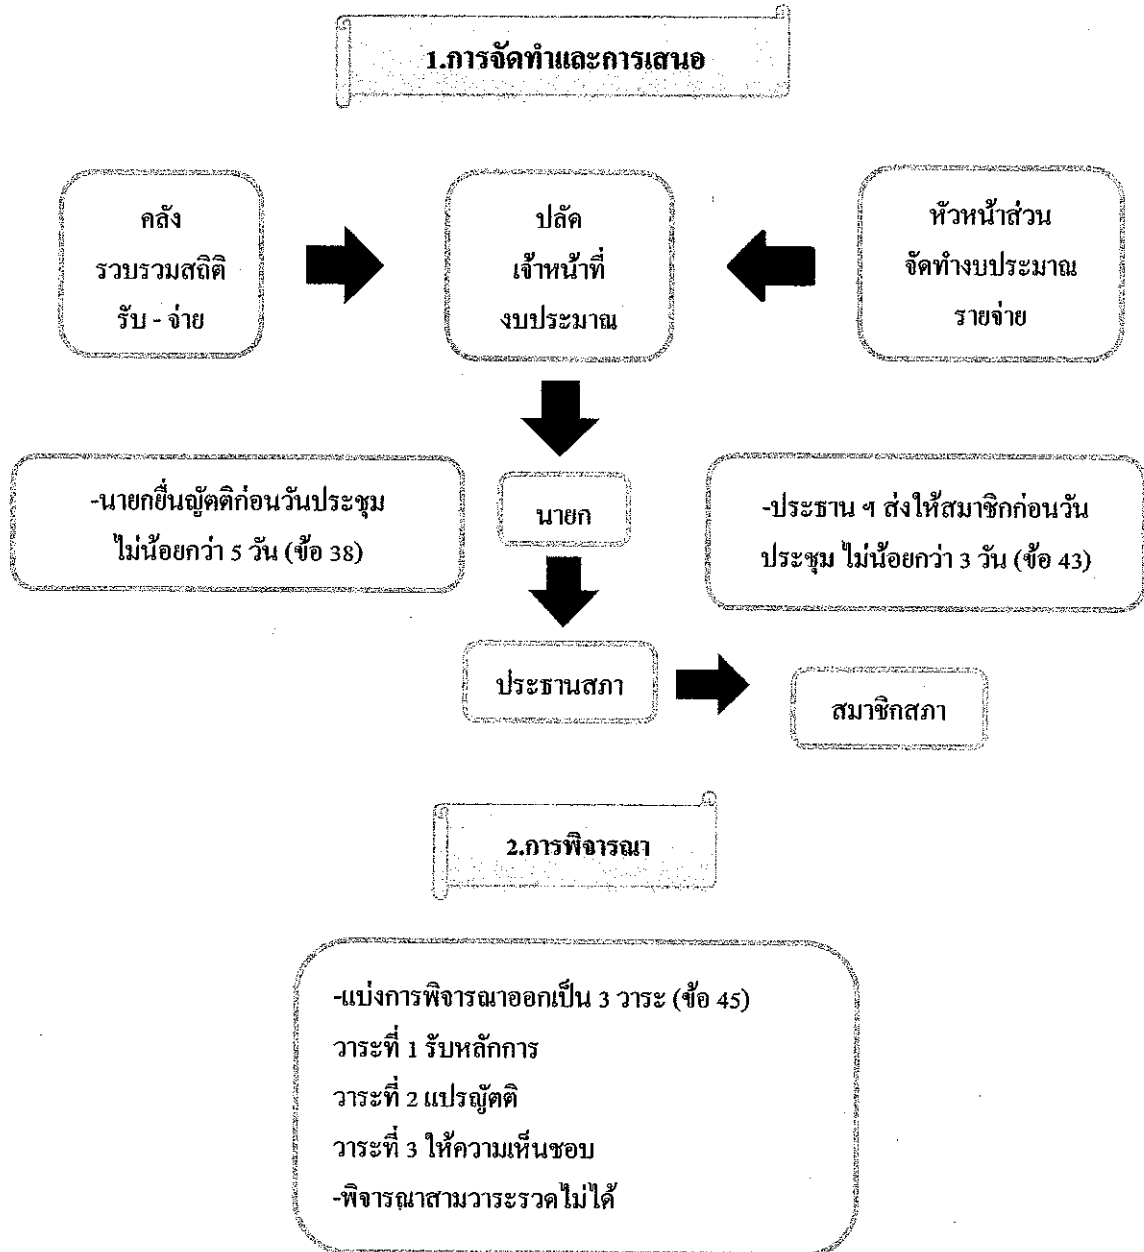 1.การจัดทำและการเสนอ
คลัง
รวบรวมสถิติ
รับ - จ่าย
ปลัด
เจ้าหน้าที่
งบประมาณ
หัวหน้าส่วน
จัดทำงบประมาณ
รายจ่าย
-นายกยื่นญัตติก่อนวันประชุม
ไม่น้อยกว่า 5 วัน (ข้อ 38)
นายก
-ประธาน ฯ ส่งให้สมาชิกก่อนวัน
ประชุม ไม่น้อยกว่า 3 วัน (ข้อ 43)
ประธานสภา
สมาชิกสภา
2.การพิจารณา
-แบ่งการพิจารณาออกเป็น 3 วาระ (ข้อ 45)
วาระที่ 1 รับหลักการ
วาระที่ 2 แปรญัตติ
วาระที่ 3 ให้ความเห็นชอบ
-พิจารณาสามวาระรวดไม่ได้